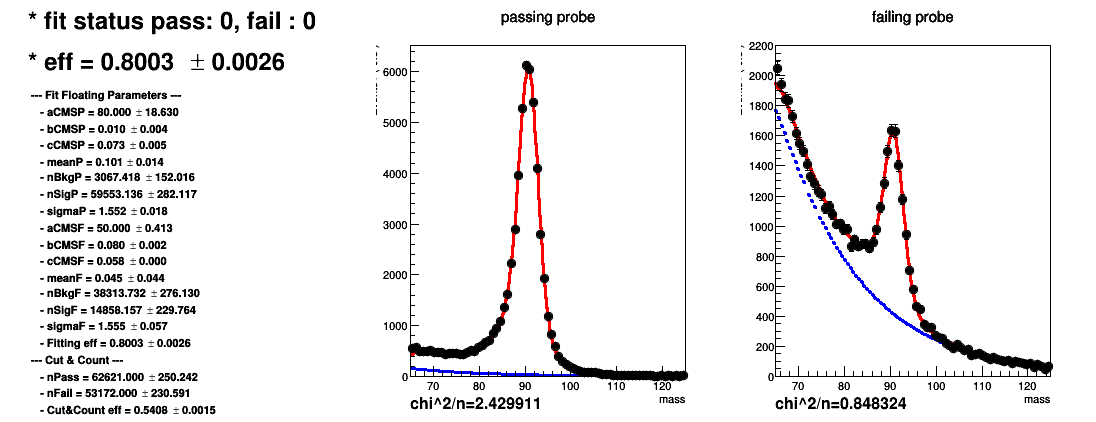 * fit status pass: 0, fail : 0
* eff = 0.8003 ± 0.0026
--- Fit Floating Parameters ---
- aCMSP = 80.000 ± 18.630
- bCMSP = 0.010 ± 0.004
- cCMSP = 0.073 ± 0.005
- meanP = 0.101 ± 0.014
- nBkgP = 3067.418 ± 152.016
- nSigP = 59553.136 ± 282.117
- sigmaP = 1.552 ± 0.018
- aCMSF = 50.000 ± 0.413
- bCMSF = 0.080 ± 0.002
- cCMSF = 0.058 ± 0.000
- meanF = 0.045 ± 0.044
- nBkgF = 38313.732 ± 276.130
- nSigF = 14858.157 ± 229.764
- sigmaF = 1.555 ± 0.057
- Fitting eff = 0.8003 ± 0.0026
--- Cut & Count ---
- nPass = 62621.000 ± 250.242
- nFail = 53172.000 ± 230.591
- Cut&Count eff = 0.5408 ± 0.0015
passing probe
6000
5000
4000
3000
2000
1000
0
70 80 90 100 110 120
mass
chi^2/n=2.429911
failing probe
2200
2000
1800
1600
1400
1200
1000
800
600
400
200
0
70 80 90 100 110 120
mass
chi^2/n=0.848324